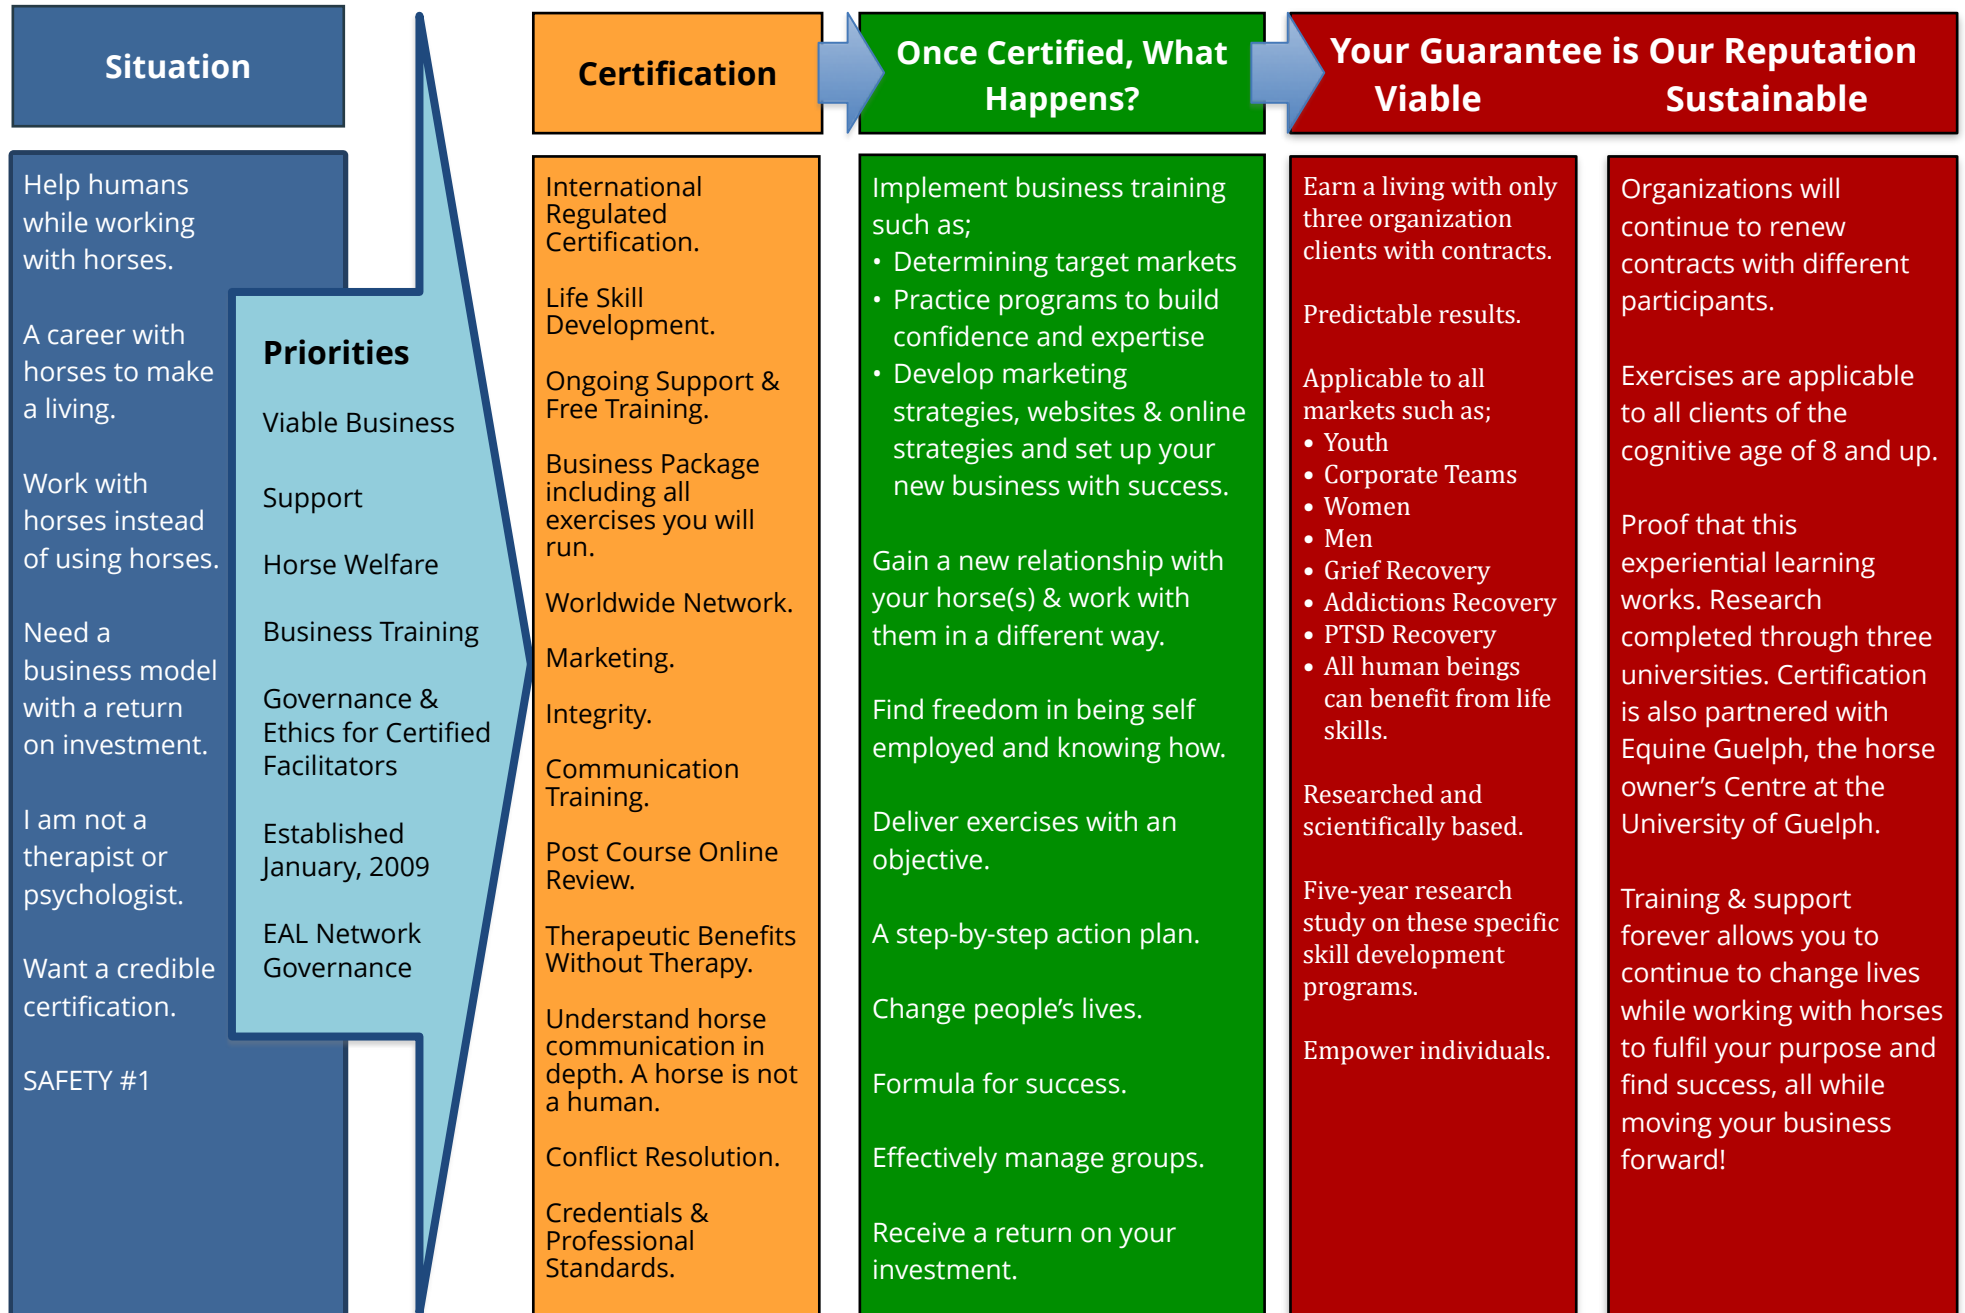 Situation
Help humans
while working
with horses.
A career with
horses to make
a living.
Work with
horses instead
of using horses.
Need a
business model
with a return
on investment.
I am not a
therapist or
psychologist.
Want a credible
certification.
SAFETY #1
Priorities
Viable Business
Support
Horse Welfare
Business Training
Governance &
Ethics for Certified
Facilitators
Established
January, 2009
EAL Network
Governance
Certification
International
Regulated
Certification.
Life Skill
Development.
Ongoing Support &
Free Training.
Business Package
including all
exercises you will
run.
Worldwide Network.
Marketing.
Integrity.
Communication
Training.
Post Course Online
Review.
Therapeutic Benefits
Without Therapy.
Understand horse
communication in
depth. A horse is not
a human.
Conflict Resolution.
Credentials &
Professional
Standards.
Once Certified, What
Happens?
Implement business training
such as;
• Determining target markets
• Practice programs to build
confidence and expertise
• Develop marketing
strategies, websites & online
strategies and set up your
new business with success.
Gain a new relationship with
your horse(s) & work with
them in a different way.
Find freedom in being self
employed and knowing how.
Deliver exercises with an
objective.
A step-by-step action plan.
Change people's lives.
Formula for success.
Effectively manage groups.
Receive a return on your
investment.
Your Guarantee is Our Reputation
Viable Sustainable
Earn a living with only
three organization
clients with contracts.
Predictable results.
Applicable to all
markets such as;
• Youth
• Corporate Teams
• Women
• Men
• Grief Recovery
• Addictions Recovery
• PTSD Recovery
• All human beings
can benefit from life
skills.
Researched and
scientifically based.
Five-year research
study on these specific
skill development
programs.
Empower individuals.
Organizations will
continue to renew
contracts with different
participants.
Exercises are applicable
to all clients of the
cognitive age of 8 and up.
Proof that this
experiential learning
works. Research
completed through three
universities. Certification
is also partnered with
Equine Guelph, the horse
owner's Centre at the
University of Guelph.
Training & support
forever allows you to
continue to change lives
while working with horses
to fulfil your purpose and
find success, all while
moving your business
forward!